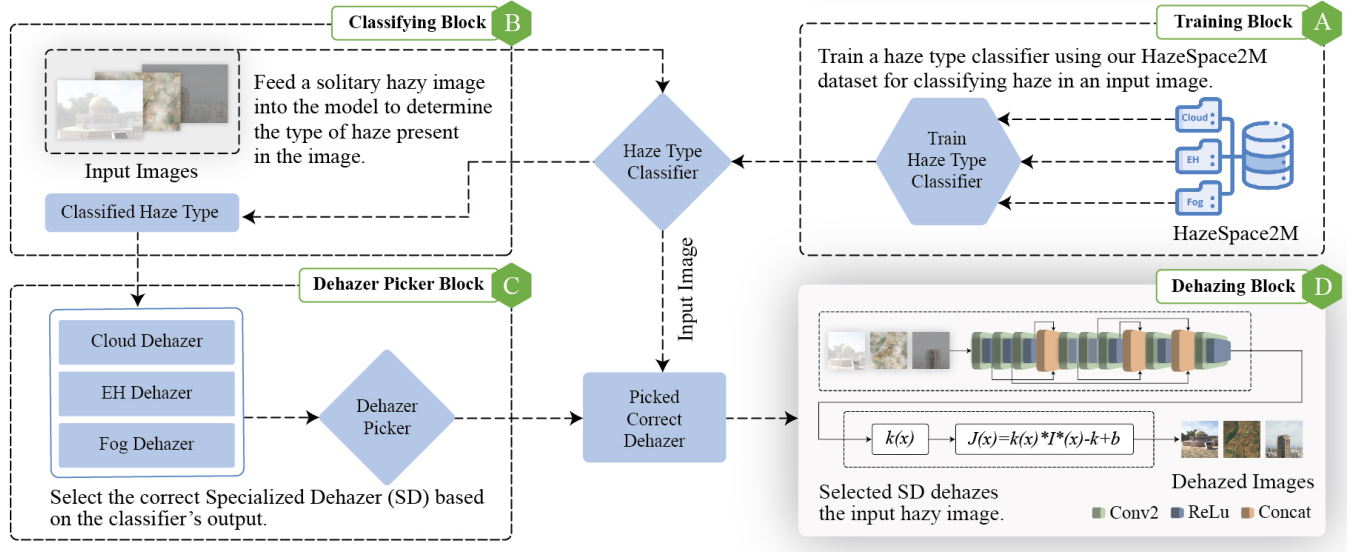 Classifying Block
B
Feed a solitary hazy image
into the model to determine
the type of haze present
in the image.
Input Images
Classified Haze Type
Haze Type
Classifier
Input Image
Training Block
A
Train a haze type classifier using our HazeSpace2M
dataset for classifying haze in an input image.
Train
Haze Type
Classifier
Cloud
EH
Fog
HazeSpace2M
Dehazer Picker Block
C
Cloud Dehazer
EH Dehazer
Fog Dehazer
Dehazer
Picker
Select the correct Specialized Dehazer (SD) based
on the classifier’s output.
Picked
Correct
Dehazer
Dehazing Block
D
k(x)
J(x)=k(x)*I*(x)-k+b
Dehazed Images
Selected SD dehazes
the input hazy image.
Conv2
ReLu
Concat